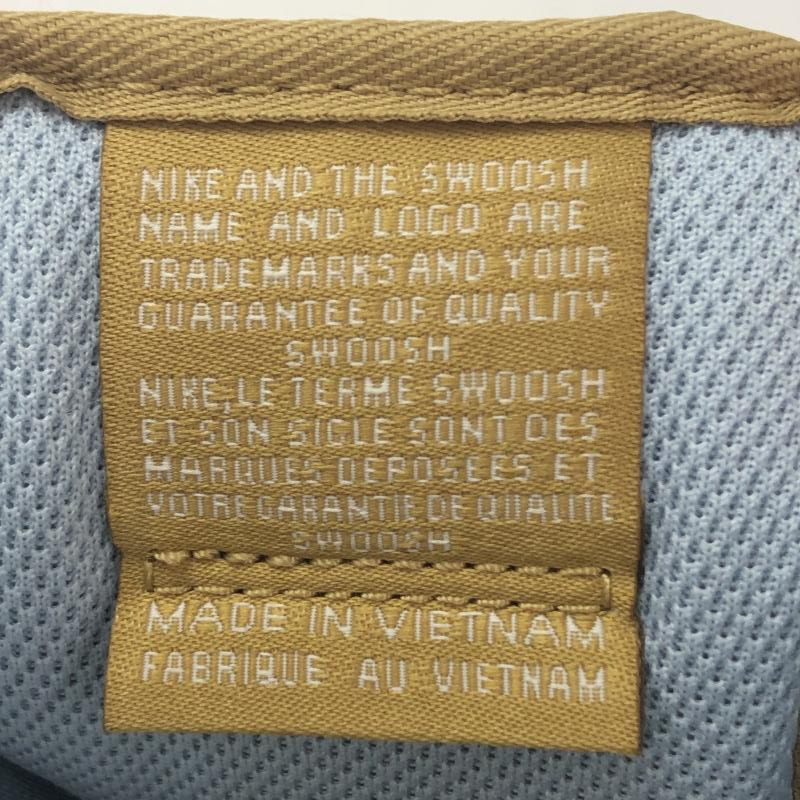 NIKE AND THE SWOOSH
NAME AND LOGO ARE
TRADEMARKS AND YOUR
GUARANTEE OF QUALITY
SWOOSH
NIKE, LE TERME SWOOSH
ET SON SIGLE SONT DES
MARQUES DEPOSEES ET
VOTRE GARANTIE DE QUALITE
SWOOSH
MADE IN VIETNAM
FABRIQUE AU VIETNAM